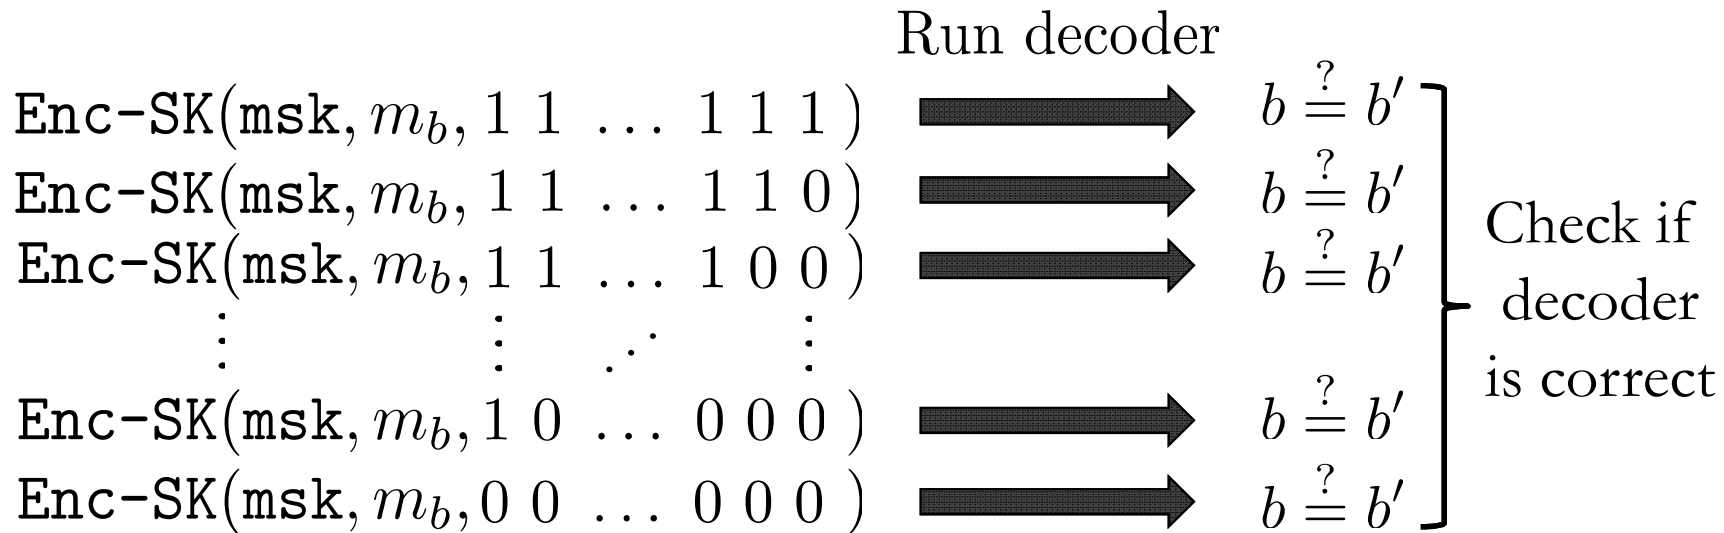 Run decoder
Enc-SK(msk, m_b, 1 1 ... 1 1 1) b ?= b′
Enc-SK(msk, m_b, 1 1 ... 1 1 0) b ?= b′
Enc-SK(msk, m_b, 1 1 ... 1 0 0) b ?= b′
⋮ ⋮ ⋰ ⋮
Enc-SK(msk, m_b, 1 0 ... 0 0 0) b ?= b′
Enc-SK(msk, m_b, 0 0 ... 0 0 0) b ?= b′
Check if
decoder
is correct